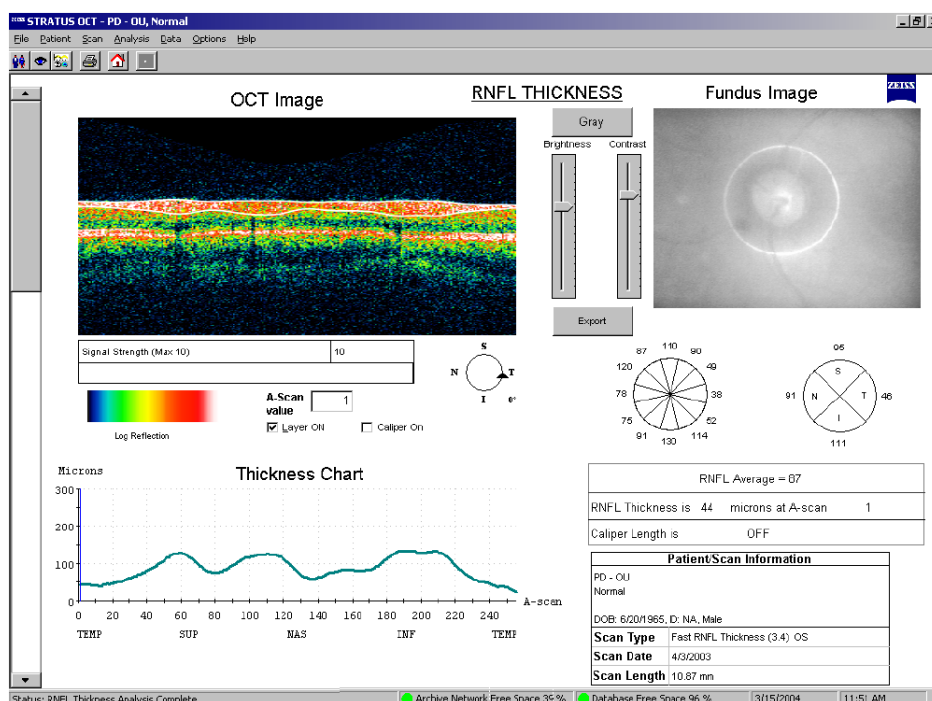 ZEISS STRATUS OCT - PD - OU, Normal
File Patient Scan Analysis Data Options Help
RNFL THICKNESS
OCT Image
Fundus Image
ZEISS
Gray
Brightness Contrast
Export
Signal Strength (Max 10) 10
S
N T
I 0°
A-Scan value 1
Layer ON Caliper On
Log Reflection
87 110 90
120 49
78 38
75 52
91 130 114
95
S
91 N T 46
I
111
Microns
Thickness Chart
300
200
100
0
0 20 40 60 80 100 120 140 160 180 200 220 240 A-scan
TEMP SUP NAS INF TEMP
RNFL Average = 87
RNFL Thickness is 44 microns at A-scan 1
Caliper Length is OFF
Patient/Scan Information
PD - OU
Normal
DOB: 6/20/1965, ID: NA, Male
Scan Type Fast RNFL Thickness (3.4) OS
Scan Date 4/3/2003
Scan Length 10.87 mm
Status: RNFL Thickness Analysis Complete
Archive Network Free Space 39 % Database Free Space 96 % 3/15/2004 11:51 AM